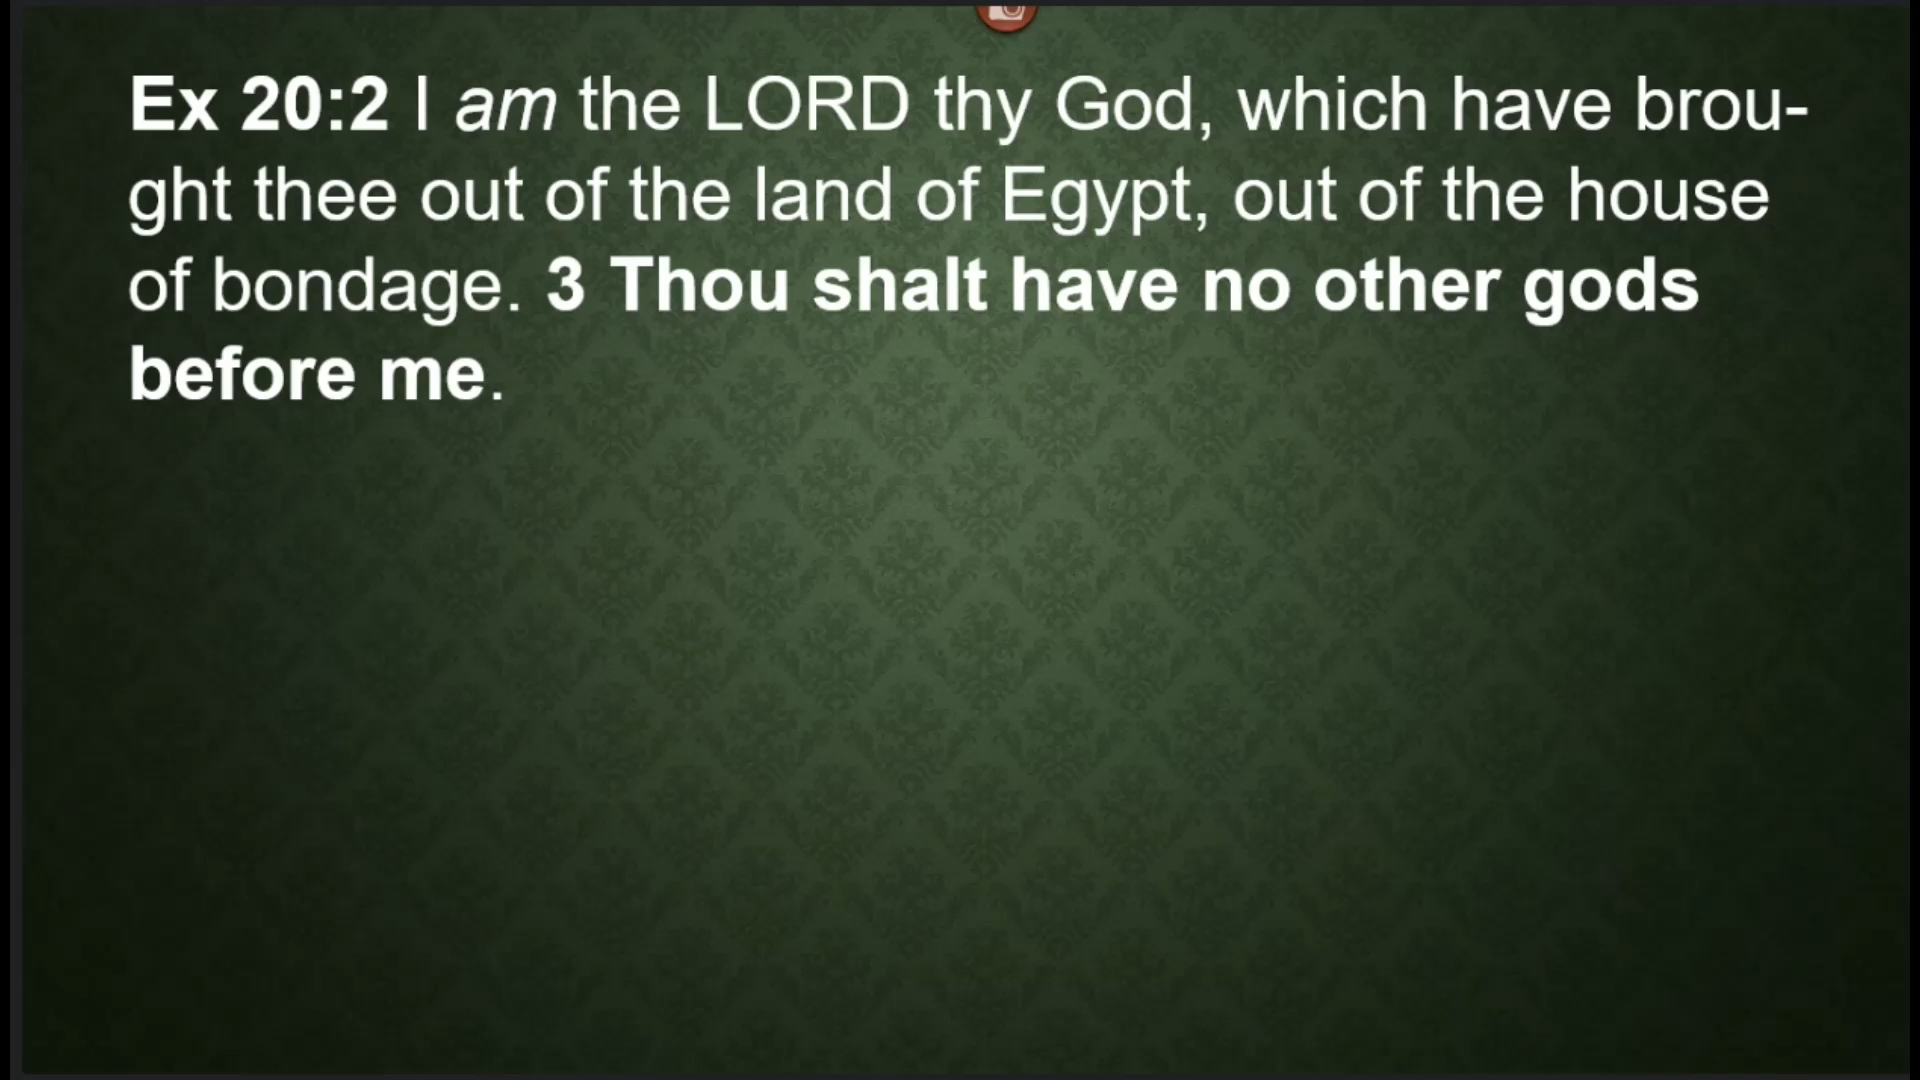 Ex 20:2 I am the LORD thy God, which have brou-
ght thee out of the land of Egypt, out of the house
of bondage. 3 Thou shalt have no other gods
before me.